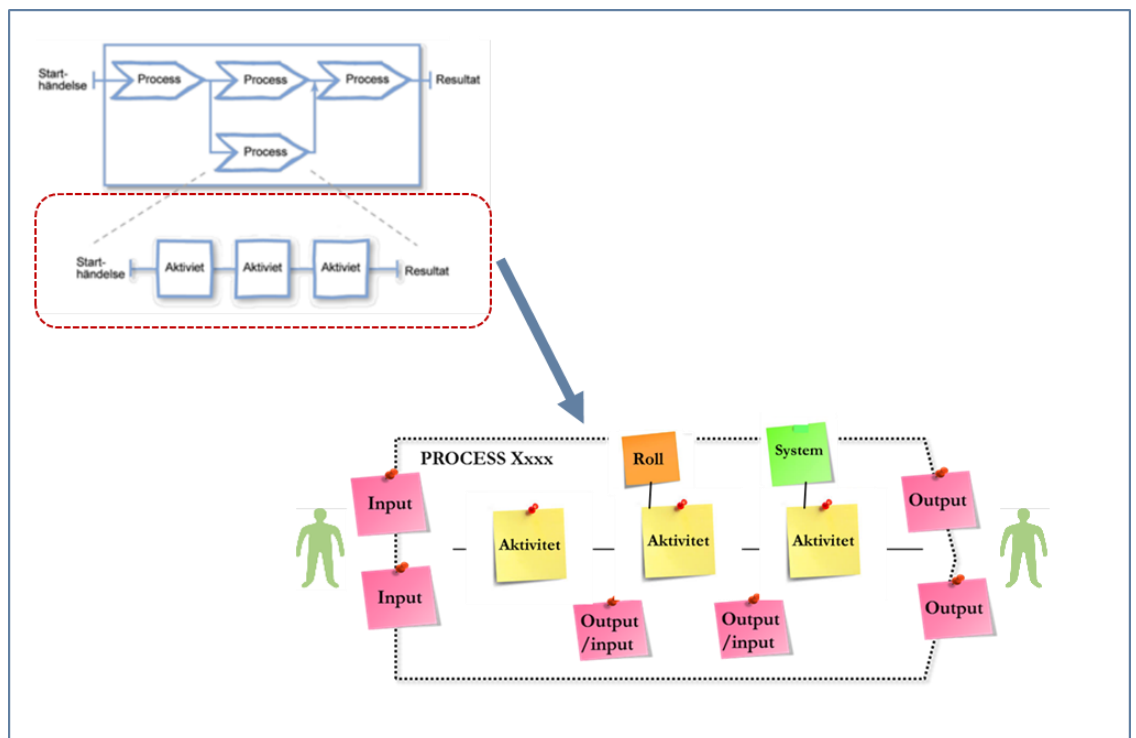 Start-
händelse
Process
Process
Process
Resultat
Process
Start-
händelse
Aktiviet
Aktiviet
Aktiviet
Resultat
PROCESS Xxxx
Roll
System
Input
Aktivitet
Aktivitet
Aktivitet
Output
Input
Output
/input
Output
/input
Output